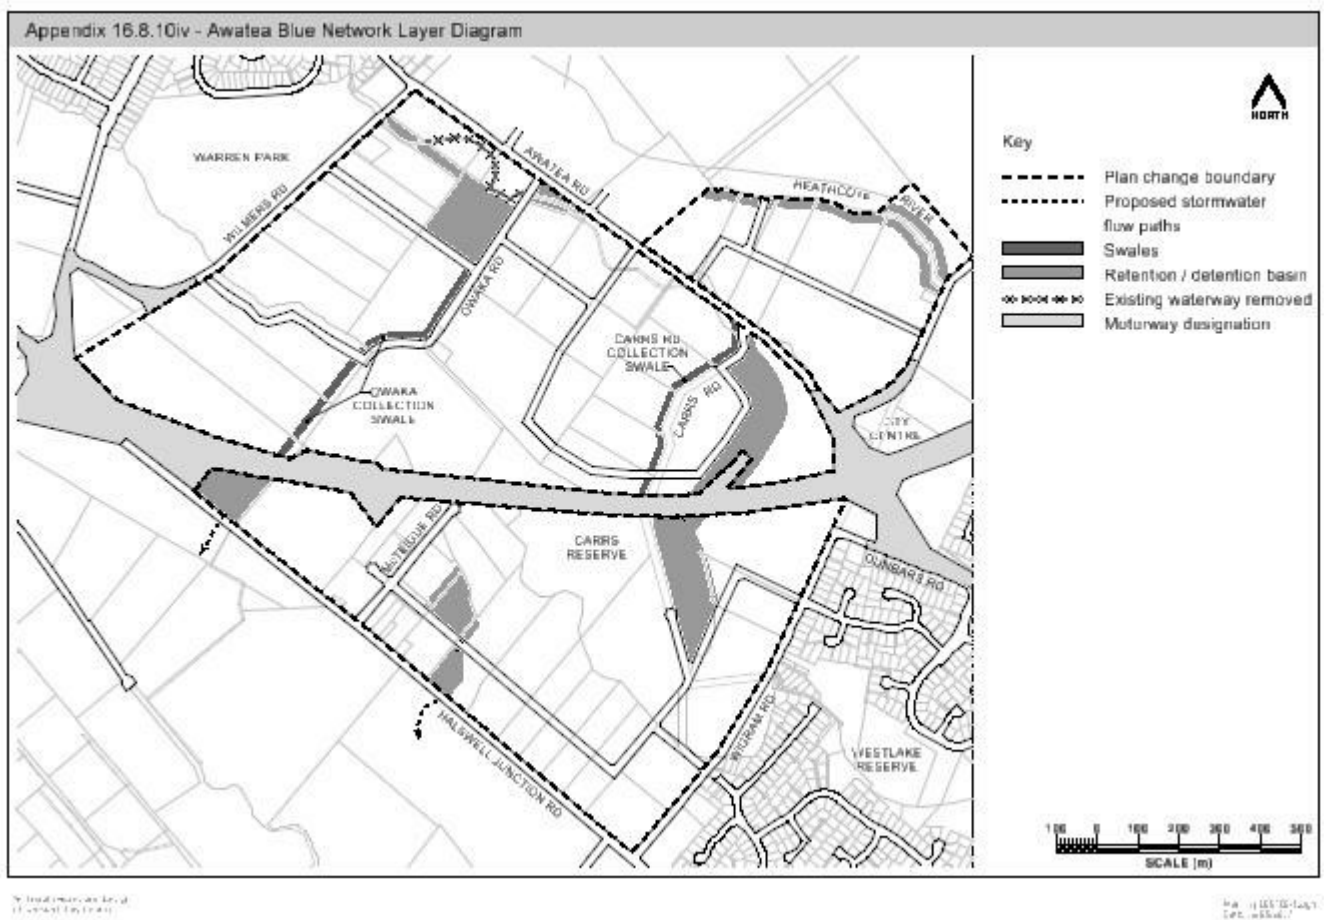 Appendix 16.8.10iv - Awatea Blue Network Layer Diagram
NORTH
Key
Plan change boundary
Proposed stormwater
flow paths
Swales
Retention / detention basin
Existing waterway removed
Motorway designation
WARREN PARK
WILMERS RD
AWATEA RD
HEATHCOTE RIVER
OWAKA RD
CARRS RD
COLLECTION
SWALE
OWAKA
COLLECTION
SWALE
CARRS RD
CITY
CENTRE
McTEIGUE RD
CARRS
RESERVE
DUNBARS RD
HALSWELL JUNCTION RD
WIGRAM RD
WESTLAKE
RESERVE
100 0 100 200 300 400 500
SCALE (m)